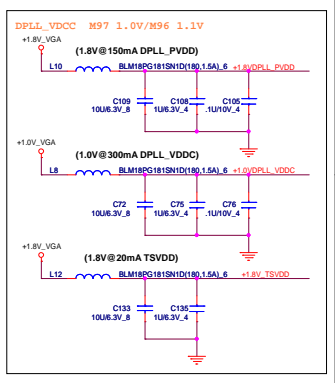 DPLL_VDCC M97 1.0V/M96 1.1V
+1.8V_VGA
(1.8V@150mA DPLL_PVDD)
L10 BLM18PG181SN1D(180,1.5A)_6 +1.8VDPLL_PVDD
C109 C108 C105
10U/6.3V_8 1U/6.3V_4 .1U/10V_4
+1.0V_VGA
(1.0V@300mA DPLL_VDDC)
L8 BLM18PG181SN1D(180,1.5A)_6 +1.0VDPLL_VDDC
C72 C75 C76
10U/6.3V_8 1U/6.3V_4 .1U/10V_4
+1.8V_VGA
(1.8V@20mA TSVDD)
L12 BLM18PG181SN1D(180,1.5A)_6 +1.8V_TSVDD
C133 C135
10U/6.3V_8 1U/6.3V_4